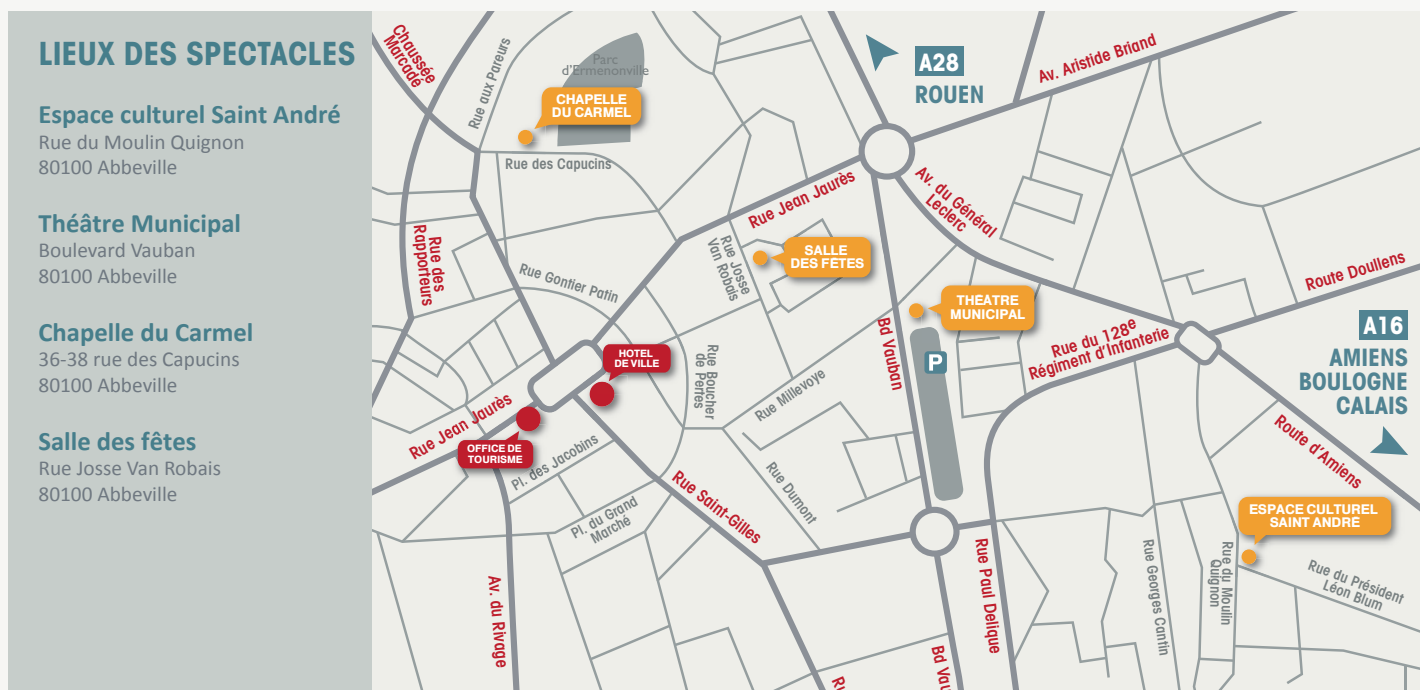 LIEUX DES SPECTACLES
Espace culturel Saint André
Rue du Moulin Quignon
80100 Abbeville
Théâtre Municipal
Boulevard Vauban
80100 Abbeville
Chapelle du Carmel
36-38 rue des Capucins
80100 Abbeville
Salle des fêtes
Rue Josse Van Robais
80100 Abbeville
Chaussée
Marcadé
Rue aux Pareurs
Parc
d'Ermenonville
CHAPELLE
DU CARMEL
Rue des Capucins
A28
ROUEN
Av. Aristide Briand
Rue Jean Jaurès
Av. du Général
Leclerc
Rue des
Rapporteurs
Rue Gontier Patin
Rue Josse
Van Robais
SALLE
DES FÊTES
THÉÂTRE
MUNICIPAL
Route Doullens
Bd Vauban
P
Rue du 128e
Régiment d'Infanterie
A16
AMIENS
BOULOGNE
CALAIS
HOTEL
DE VILLE
Rue Boucher
de Pertes
Rue Millevoye
Rue Jean Jaurès
OFFICE DE
TOURISME
Pl. des Jacobins
Rue Saint-Gilles
Rue Dumont
Route d'Amiens
Pl. du Grand
Marché
ESPACE CULTUREL
SAINT ANDRÉ
Av. du Rivage
Rue Paul Delique
Rue Georges Cantin
Rue du Moulin
Quignon
Rue du Président
Léon Blum
Bd Vau
Ru